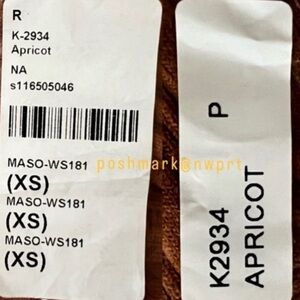 R
K-2934
Apricot
NA
s116505046
MASO-WS181
(XS)
MASO-WS181
(XS)
MASO-WS181
(XS)
poshmark@nwprt
K2934 P
APRICOT